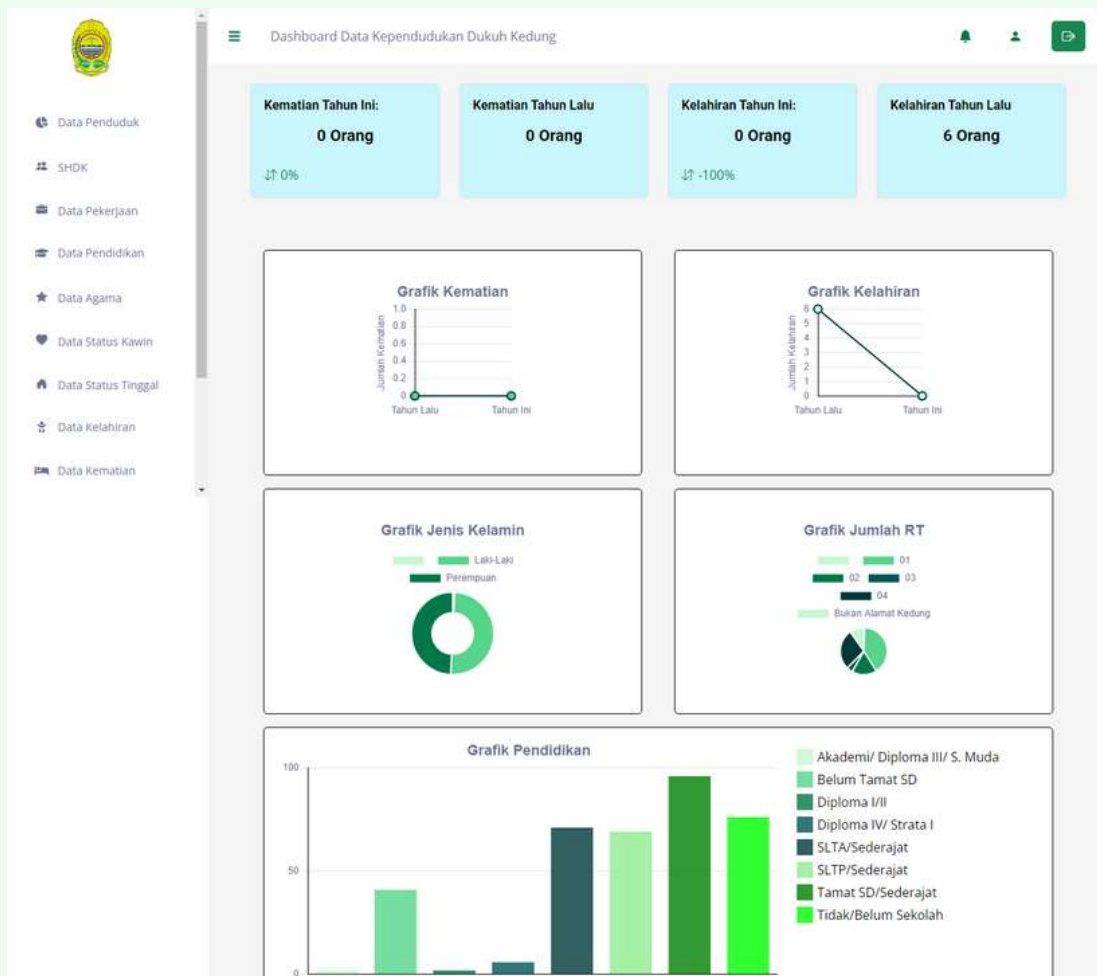 Dashboard Data Kependudukan Dukuh Kedung
Data Penduduk
SHDK
Data Pekerjaan
Data Pendidikan
Data Agama
Data Status Kawin
Data Status Tinggal
Data Kelahiran
Data Kematian
Kematian Tahun Ini:
0 Orang
0%
Kematian Tahun Lalu
0 Orang
Kelahiran Tahun Ini:
0 Orang
-100%
Kelahiran Tahun Lalu
6 Orang
Grafik Kematian
Jumlah Kematian
1.0
0.8
0.6
0.4
0.2
0
Tahun Lalu
Tahun Ini
Grafik Kelahiran
Jumlah Kelahiran
6
5
4
3
2
1
0
Tahun Lalu
Tahun Ini
Grafik Jenis Kelamin
Laki-Laki
Perempuan
Grafik Jumlah RT
01
02 03
04
Bukan Alamat Kedung
Grafik Pendidikan
100
50
0
Akademi/ Diploma III/ S. Muda
Belum Tamat SD
Diploma I/II
Diploma IV/ Strata I
SLTA/Sederajat
SLTP/Sederajat
Tamat SD/Sederajat
Tidak/Belum Sekolah